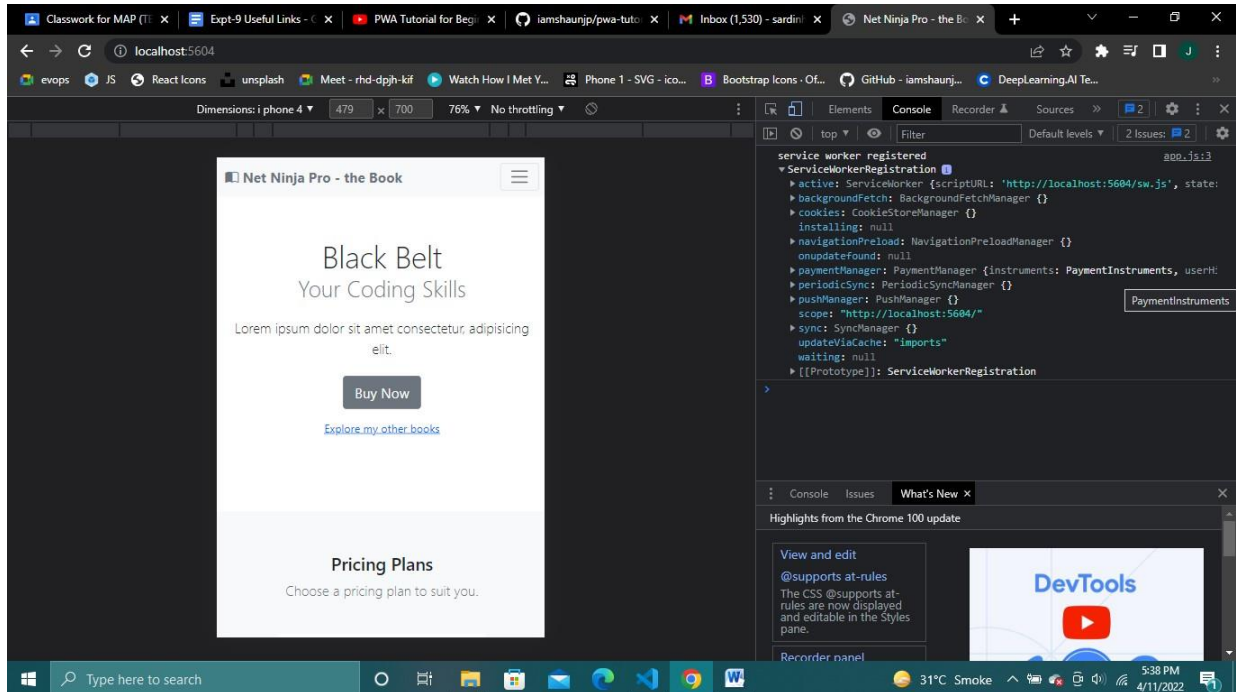 Classwork for MAP (TE
Expt-9 Useful Links - G
PWA Tutorial for Begin
iamshaunjp/pwa-tutor
Inbox (1,530) - sardinh
Net Ninja Pro - the Bo
localhost:5604
J
evops
JS
React Icons
unsplash
Meet - rhd-dpjh-kif
Watch How I Met Y...
Phone 1 - SVG - ico...
Bootstrap Icons · Of...
GitHub - iamshaunj...
DeepLearning.AI Te...
Dimensions: i phone 4 ▼ 479 × 700 76% ▼ No throttling ▼
Net Ninja Pro - the Book
Black Belt
Your Coding Skills
Lorem ipsum dolor sit amet consectetur, adipisicing
elit.
Buy Now
Explore my other books
Pricing Plans
Choose a pricing plan to suit you.
Elements Console Recorder Sources » 2
top ▼ Filter Default levels ▼ 2 Issues: 2
service worker registered app.js:3
▼ServiceWorkerRegistration i
▶active: ServiceWorker {scriptURL: 'http://localhost:5604/sw.js', state:
▶backgroundFetch: BackgroundFetchManager {}
▶cookies: CookieStoreManager {}
installing: null
▶navigationPreload: NavigationPreloadManager {}
onupdatefound: null
▶paymentManager: PaymentManager {instruments: PaymentInstruments, userH:
▶periodicSync: PeriodicSyncManager {}
▶pushManager: PushManager {}
PaymentInstruments
scope: "http://localhost:5604/"
▶sync: SyncManager {}
updateViaCache: "imports"
waiting: null
▶[[Prototype]]: ServiceWorkerRegistration
Console Issues What's New ×
Highlights from the Chrome 100 update
View and edit
@supports at-rules
The CSS @supports at-
rules are now displayed
and editable in the Styles
pane.
Recorder panel
DevTools
Type here to search
31°C Smoke
5:38 PM
4/11/2022